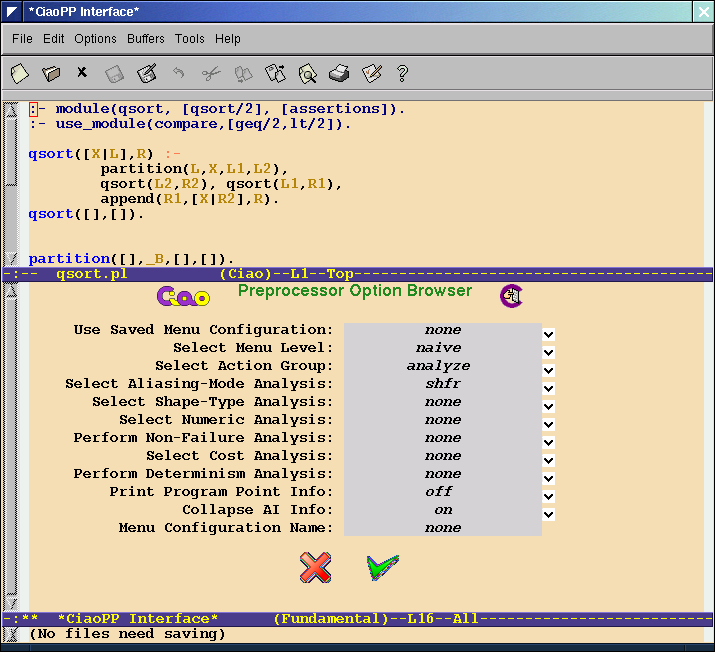 *CiaoPP Interface*
File Edit Options Buffers Tools Help
:- module(qsort, [qsort/2], [assertions]).
:- use_module(compare,[geq/2,lt/2]).
qsort([X|L],R) :-
partition(L,X,L1,L2),
qsort(L2,R2), qsort(L1,R1),
append(R1,[X|R2],R).
qsort([],[]).
partition([],_B,[],[]).
-:-- qsort.pl (Ciao)--L1--Top----------------------------------------
Ciao Preprocessor Option Browser
Use Saved Menu Configuration: none
Select Menu Level: naive
Select Action Group: analyze
Select Aliasing-Mode Analysis: shfr
Select Shape-Type Analysis: none
Select Numeric Analysis: none
Perform Non-Failure Analysis: none
Select Cost Analysis: none
Perform Determinism Analysis: none
Print Program Point Info: off
Collapse AI Info: on
Menu Configuration Name: none
-:** *CiaoPP Interface* (Fundamental)--L16--All--------------------------
(No files need saving)